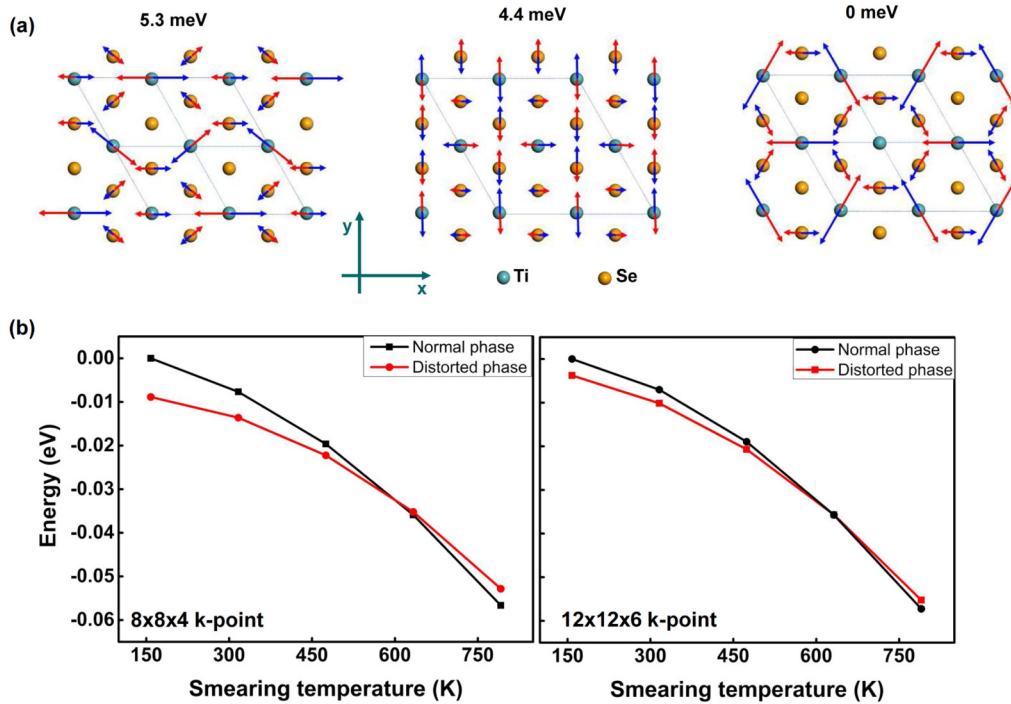 (a)
5.3 meV
4.4 meV
0 meV
y
x
Ti
Se
(b)
Normal phase
Distorted phase
0.00
-0.01
-0.02
-0.03
-0.04
-0.05
-0.06
Energy (eV)
8x8x4 k-point
150 300 450 600 750
Smearing temperature (K)
Normal phase
Distorted phase
12x12x6 k-point
150 300 450 600 750
Smearing temperature (K)